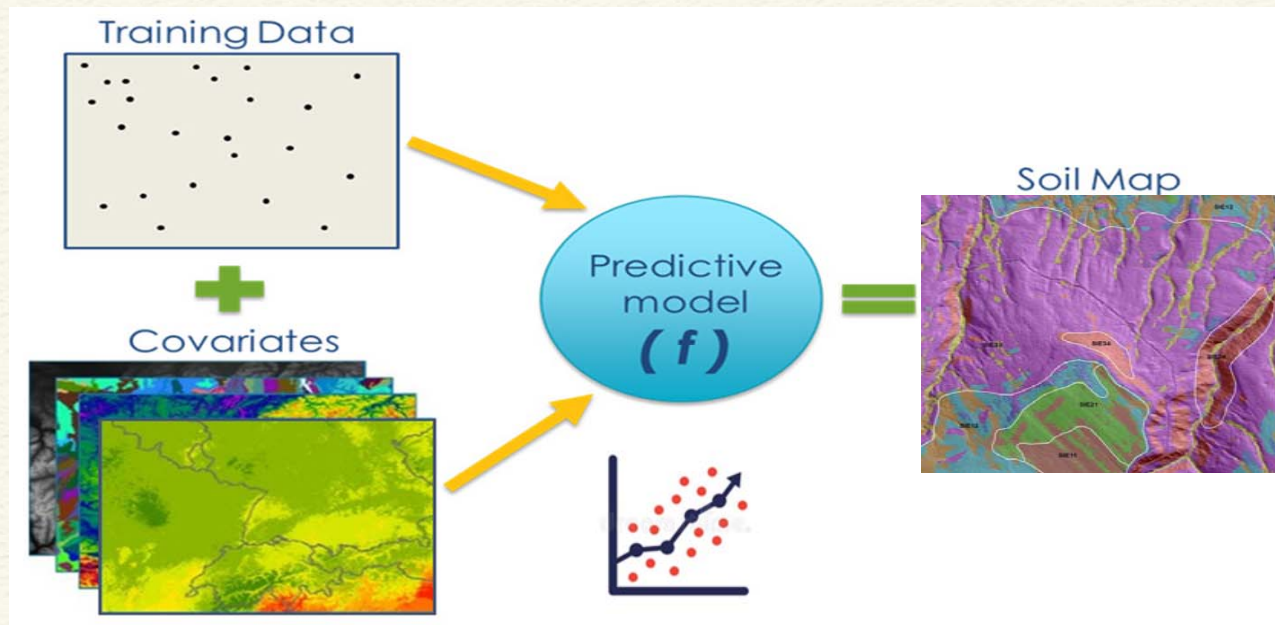 Training Data
Covariates
Predictive
model
( f )
Soil Map